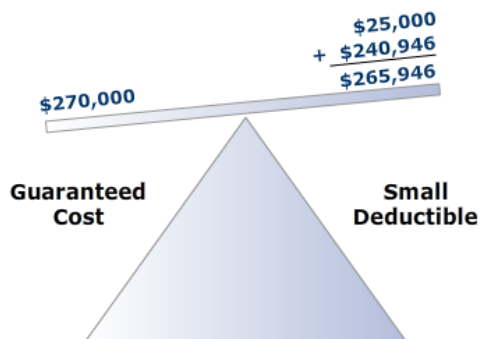 $25,000
+ $240,946
$265,946
$270,000
Guaranteed
Cost
Small
Deductible